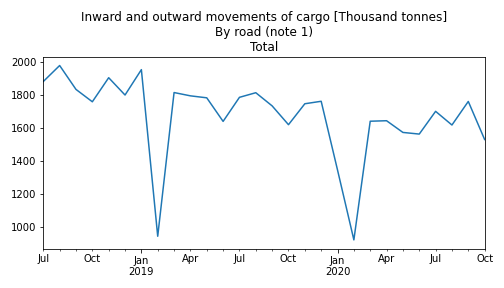 Inward and outward movements of cargo [Thousand tonnes]
By road (note 1)
Total
2000
1800
1600
1400
1200
1000
Jul Oct Jan Apr Jul Oct Jan Apr Jul Oct
2019 2020